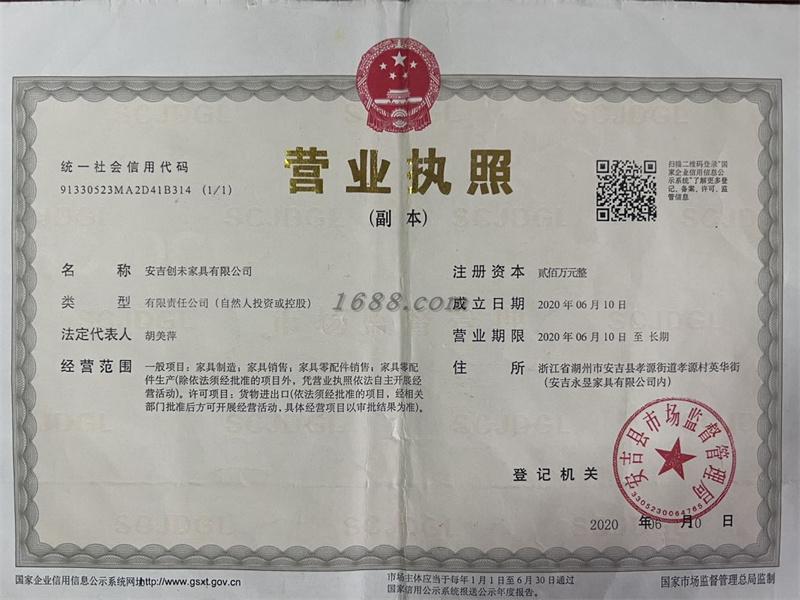 营业执照
(副本)
统一社会信用代码
91330523MA2D41B314 (1/1)
扫描二维码登录“国
家企业信用信息公
示系统”了解更多登
记、备案、许可、监
管信息
名称 安吉创未家具有限公司
类型 有限责任公司（自然人投资或控股）
法定代表人 胡美萍
经营范围 一般项目：家具制造；家具销售；家具零配件销售；家具零配
件生产(除依法须经批准的项目外，凭营业执照依法自主开展经
营活动)。许可项目：货物进出口(依法须经批准的项目，经相关
部门批准后方可开展经营活动，具体经营项目以审批结果为准)。
注册资本 贰佰万元整
成立日期 2020年06月10日
营业期限 2020年06月10日 至 长期
住所 浙江省湖州市安吉县孝源街道孝源村英华街
(安吉永昱家具有限公司内)
1688.com
登记机关
安吉县市场监督管理局
3305230064765
2020 年 06 月 10 日
国家企业信用信息公示系统网址http://www.gsxt.gov.cn
市场主体应当于每年1月1日至6月30日通过
国家信用公示系统报送公示年度报告。
国家市场监督管理总局监制
SCJDGL